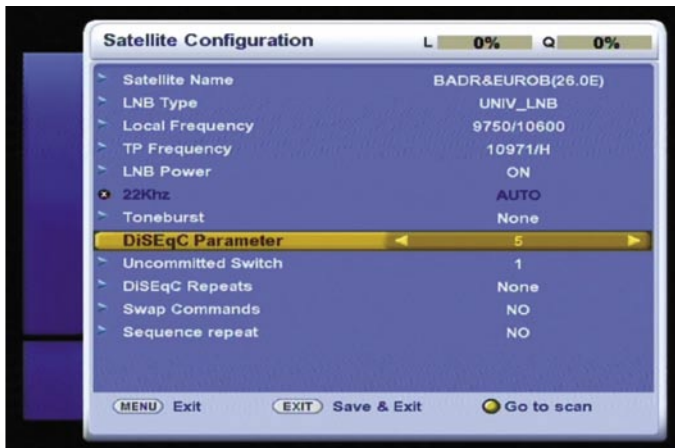 Satellite Configuration L 0% Q 0%
Satellite Name BADR&EUROB(26.0E)
LNB Type UNIV_LNB
Local Frequency 9750/10600
TP Frequency 10971/H
LNB Power ON
22Khz AUTO
Toneburst None
DiSEqC Parameter 5
Uncommitted Switch 1
DiSEqC Repeats None
Swap Commands NO
Sequence repeat NO
MENU Exit EXIT Save & Exit Go to scan